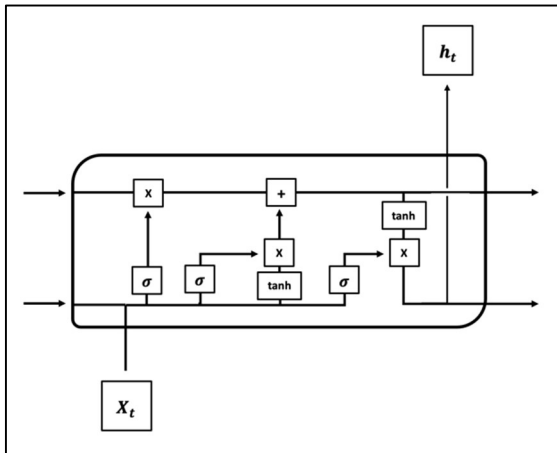 h_t
x +
tanh
x x
σ σ tanh σ
X_t